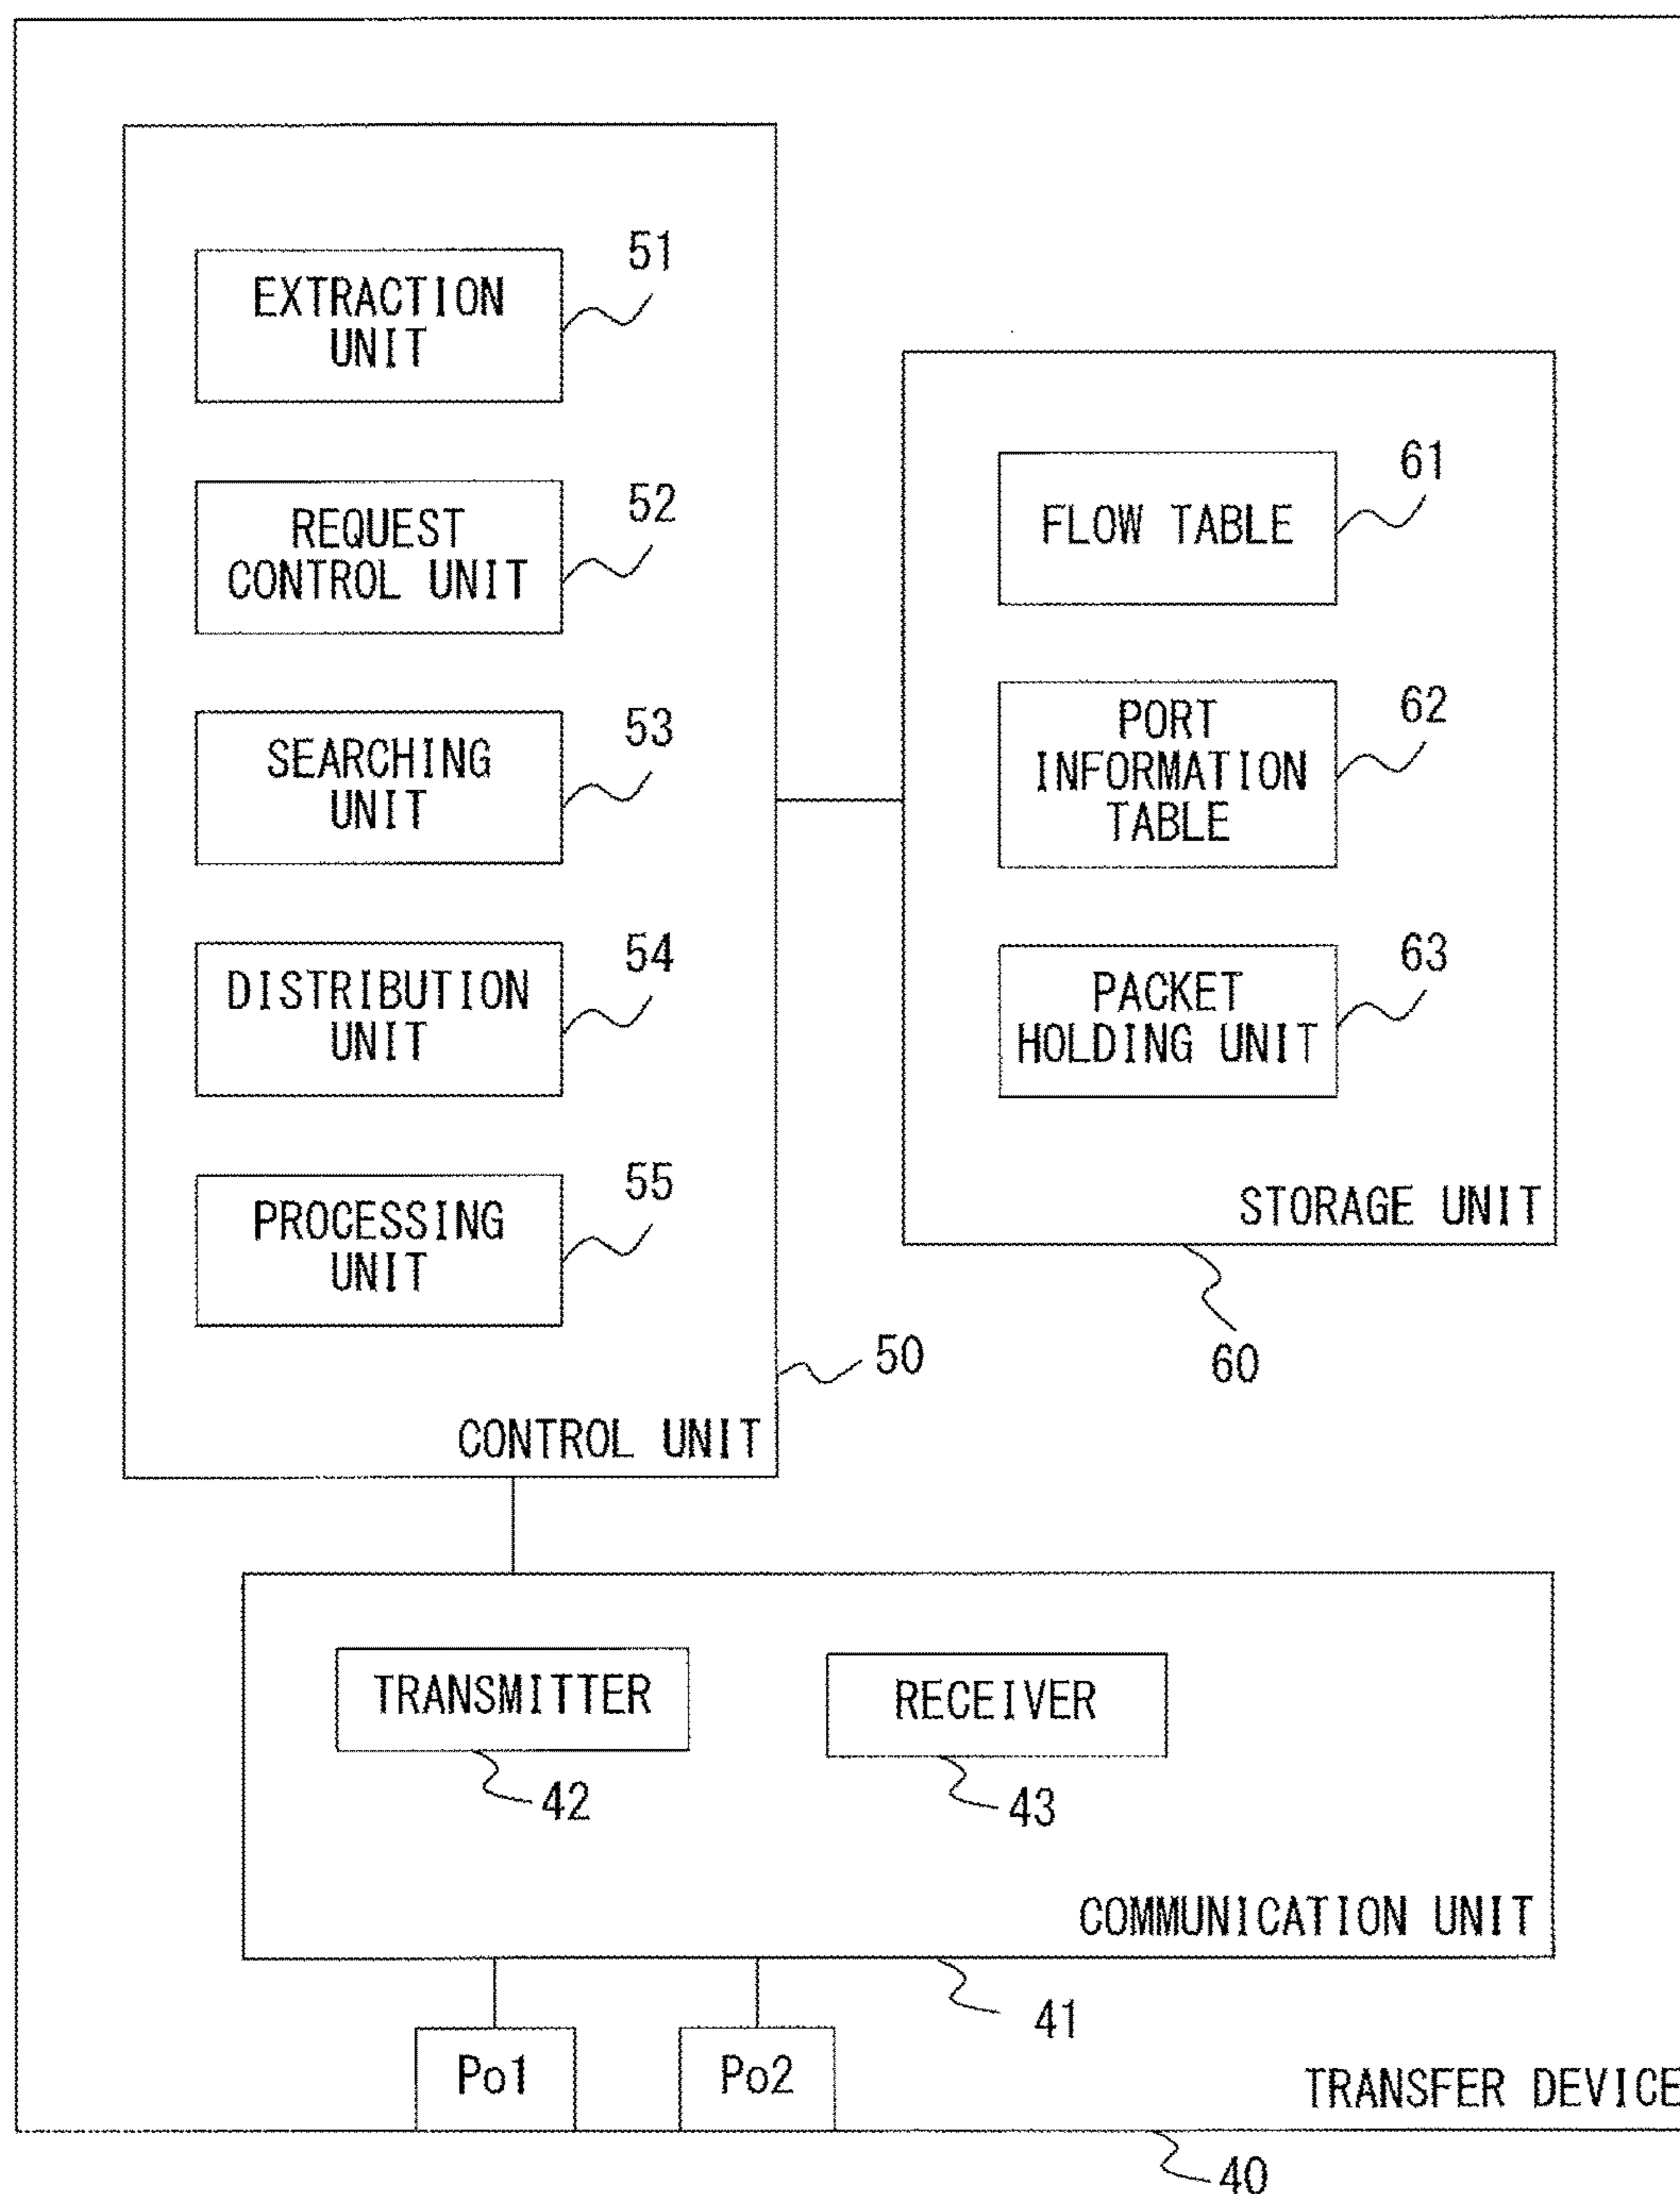 EXTRACTION
UNIT
51
REQUEST
CONTROL UNIT
52
SEARCHING
UNIT
53
DISTRIBUTION
UNIT
54
PROCESSING
UNIT
55
50
CONTROL UNIT
FLOW TABLE
61
PORT
INFORMATION
TABLE
62
PACKET
HOLDING UNIT
63
STORAGE UNIT
60
TRANSMITTER
42
RECEIVER
43
COMMUNICATION UNIT
41
Po1
Po2
TRANSFER DEVICE
40